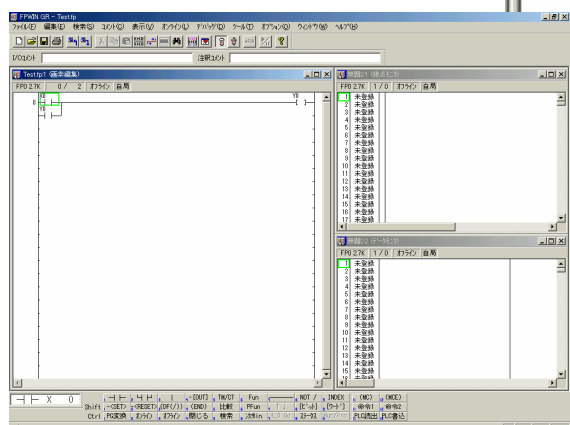 FPWIN GR - Testfp
ファイル(F) 編集(E) 検索(S) コメント(C) 表示(V) オンライン(L) デバッグ(D) ツール(T) オプション(O) ウィンドウ(W) ヘルプ(H)
I/Oコメント 注釈コメント
Testfp1 (回路編集)
FP0 2.7K 0 / 2 オフライン 自局
X0 Y0
0
Y0
無題2:1 (接点モニタ)
FP0 2.7K 1 / 0 オフライン 自局
1 未登録
2 未登録
3 未登録
4 未登録
5 未登録
6 未登録
7 未登録
8 未登録
9 未登録
10 未登録
11 未登録
12 未登録
13 未登録
14 未登録
15 未登録
16 未登録
17 未登録
無題2:2 (データモニタ)
FP0 2.7K 1 / 0 オフライン 自局
1 未登録
2 未登録
3 未登録
4 未登録
5 未登録
6 未登録
7 未登録
8 未登録
9 未登録
10 未登録
11 未登録
12 未登録
13 未登録
14 未登録
15 未登録
16 未登録
X 0
-[OUT] TM/CT Fun NOT / INDEX (MC) (MCE)
Shift -<SET> -<RESET> (DF(/)) (END) 比較 PFun ↑ ↓ [ビット] [ワード] 命令1 命令2
Ctrl PG変換 オンライン オフライン 閉じる 検索 次Win ステータス PLC読出 PLC書込